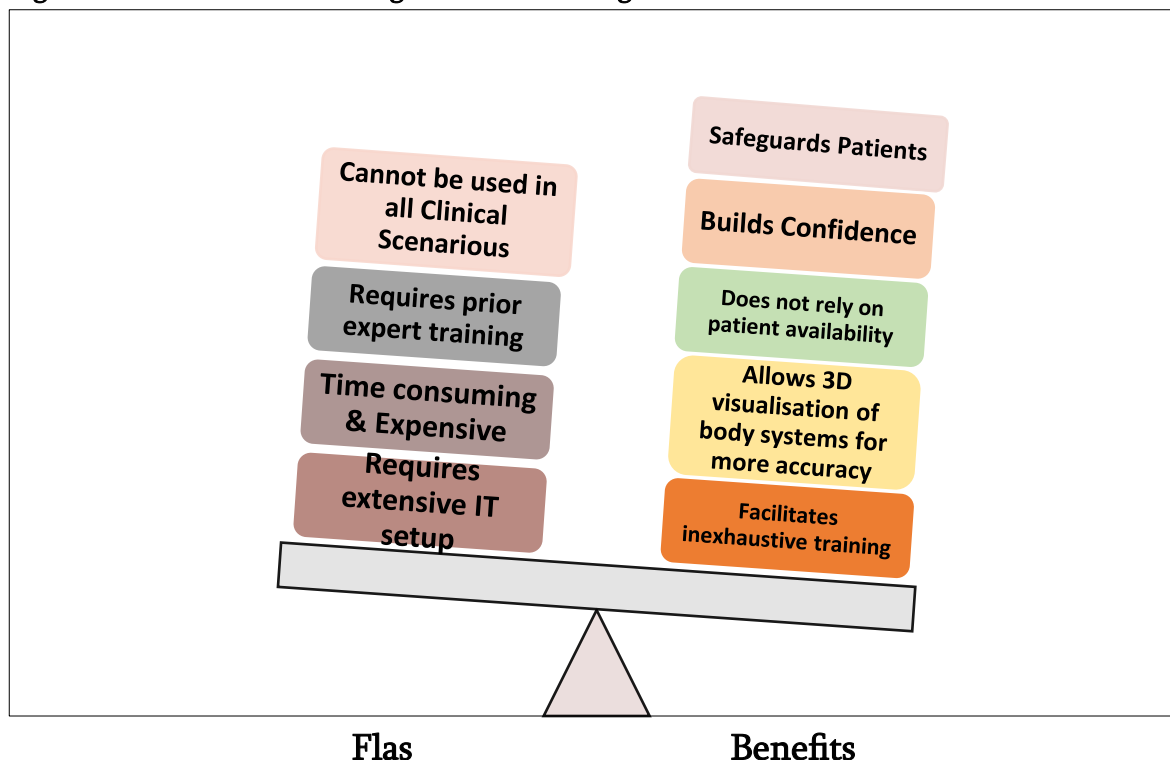 Cannot be used in
all Clinical
Scenarious
Requires prior
expert training
Time consuming
& Expensive
Requires
extensive IT
setup
Safeguards Patients
Builds Confidence
Does not rely on
patient availability
Allows 3D
visualisation of
body systems for
more accuracy
Facilitates
inexhaustive training
Flas
Benefits